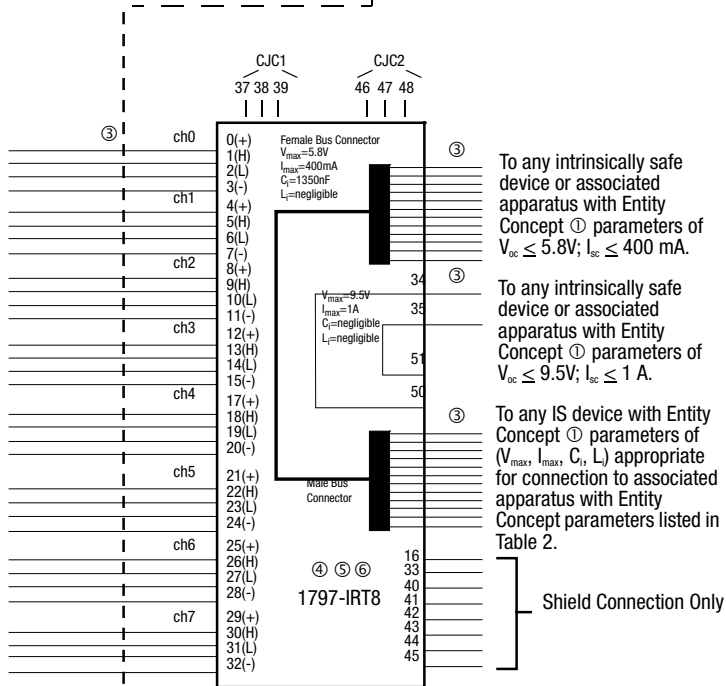 CJC1
CJC2
37 38 39
46 47 48
③
ch0
0(+)
1(H)
2(L)
3(-)
ch1
4(+)
5(H)
6(L)
7(-)
ch2
8(+)
9(H)
10(L)
11(-)
ch3
12(+)
13(H)
14(L)
15(-)
ch4
17(+)
18(H)
19(L)
20(-)
ch5
21(+)
22(H)
23(L)
24(-)
ch6
25(+)
26(H)
27(L)
28(-)
ch7
29(+)
30(H)
31(L)
32(-)
Female Bus Connector
Vmax=5.8V
Imax=400mA
Ci=1350nF
Li=negligible
Vmax=9.5V
Imax=1A
Ci=negligible
Li=negligible
34
35
51
50
Male Bus
Connector
④ ⑤ ⑥
1797-IRT8
16
33
40
41
42
43
44
45
③
To any intrinsically safe
device or associated
apparatus with Entity
Concept ① parameters of
Voc ≤ 5.8V; Isc ≤ 400 mA.
③
To any intrinsically safe
device or associated
apparatus with Entity
Concept ① parameters of
Voc ≤ 9.5V; Isc ≤ 1 A.
③
To any IS device with Entity
Concept ① parameters of
(Vmax, Imax, Ci, Li) appropriate
for connection to associated
apparatus with Entity
Concept parameters listed in
Table 2.
Shield Connection Only